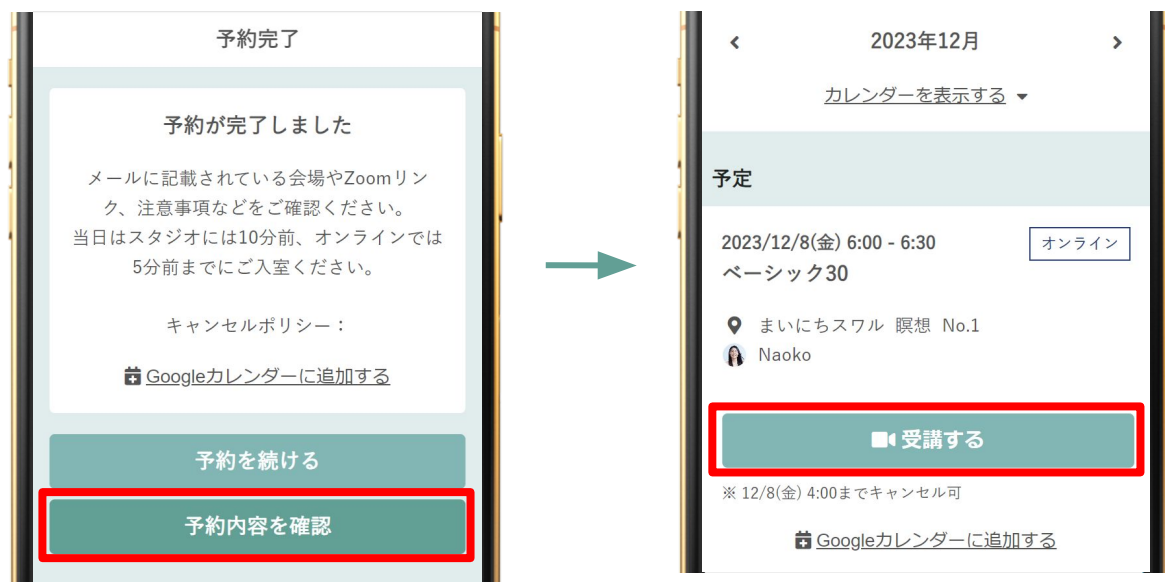 予約完了
予約が完了しました
メールに記載されている会場やZoomリン
ク、注意事項などをご確認ください。
当日はスタジオには10分前、オンラインでは
5分前までにご入室ください。
キャンセルポリシー：
Googleカレンダーに追加する
予約を続ける
予約内容を確認
2023年12月
カレンダーを表示する
予定
2023/12/8(金) 6:00 - 6:30
オンライン
ベーシック30
まいにちスワル 瞑想 No.1
Naoko
受講する
※ 12/8(金) 4:00までキャンセル可
Googleカレンダーに追加する